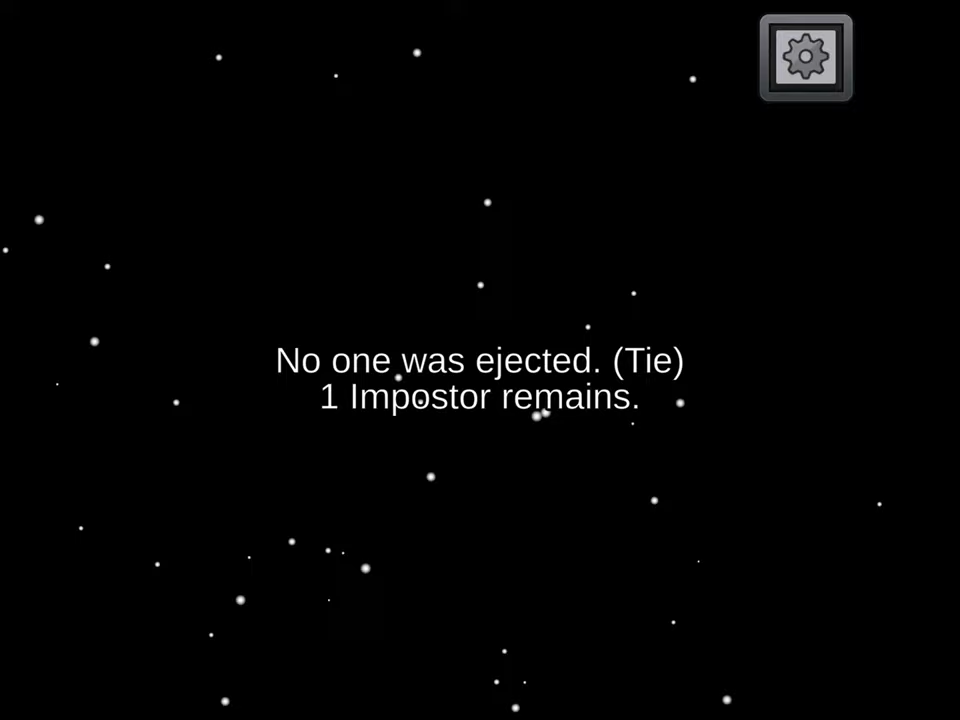 No one was ejected. (Tie)
1 Impostor remains.